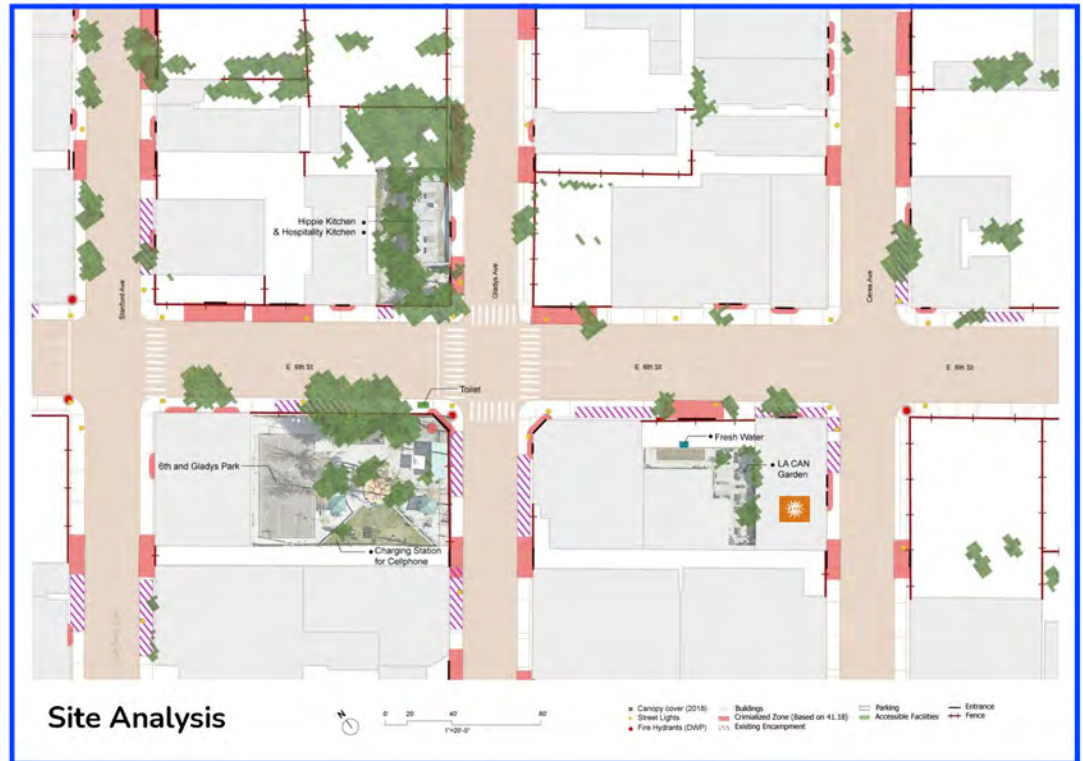 Hippie Kitchen
& Hospitality Kitchen
Stanford Ave
Gladys Ave
Ceres Ave
E 6th St
E 6th St
E 6th St
Toilet
Fresh Water
6th and Gladys Park
LA CAN
Garden
Charging Station
for Cellphone
Site Analysis
N
0 20 40 80
1"=20'-0"
Canopy cover (2018)
Street Lights
Fire Hydrants (DWP)
Buildings
Crimialized Zone (Based on 41.18)
Existing Encampment
Parking
Accessible Facilities
Entrance
Fence